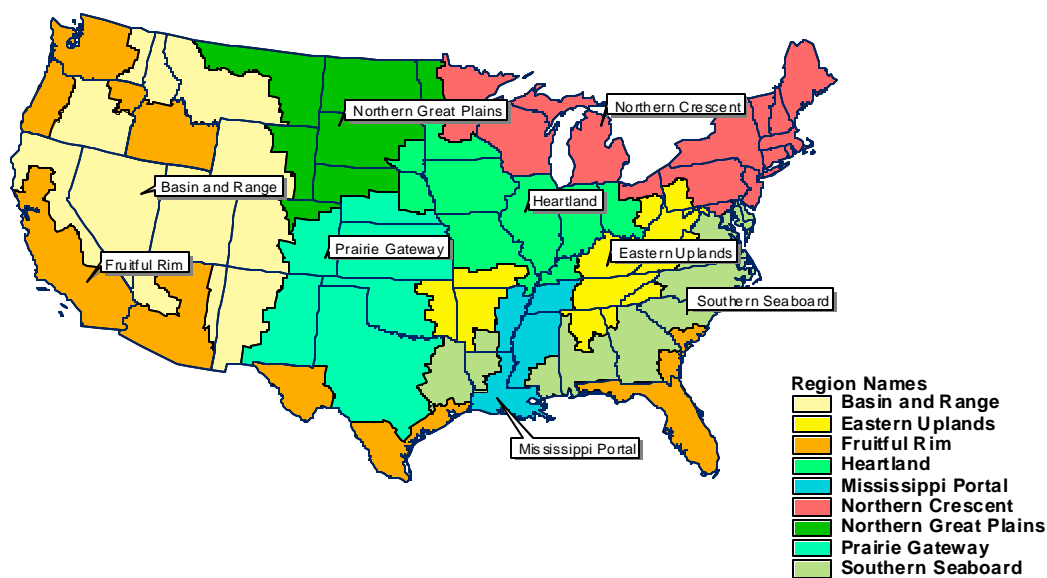 Northern Crescent
Northern Great Plains
Basin and Range
Heartland
Prairie Gateway
Eastern Uplands
Fruitful Rim
Southern Seaboard
Mississippi Portal
Region Names
Basin and Range
Eastern Uplands
Fruitful Rim
Heartland
Mississippi Portal
Northern Crescent
Northern Great Plains
Prairie Gateway
Southern Seaboard